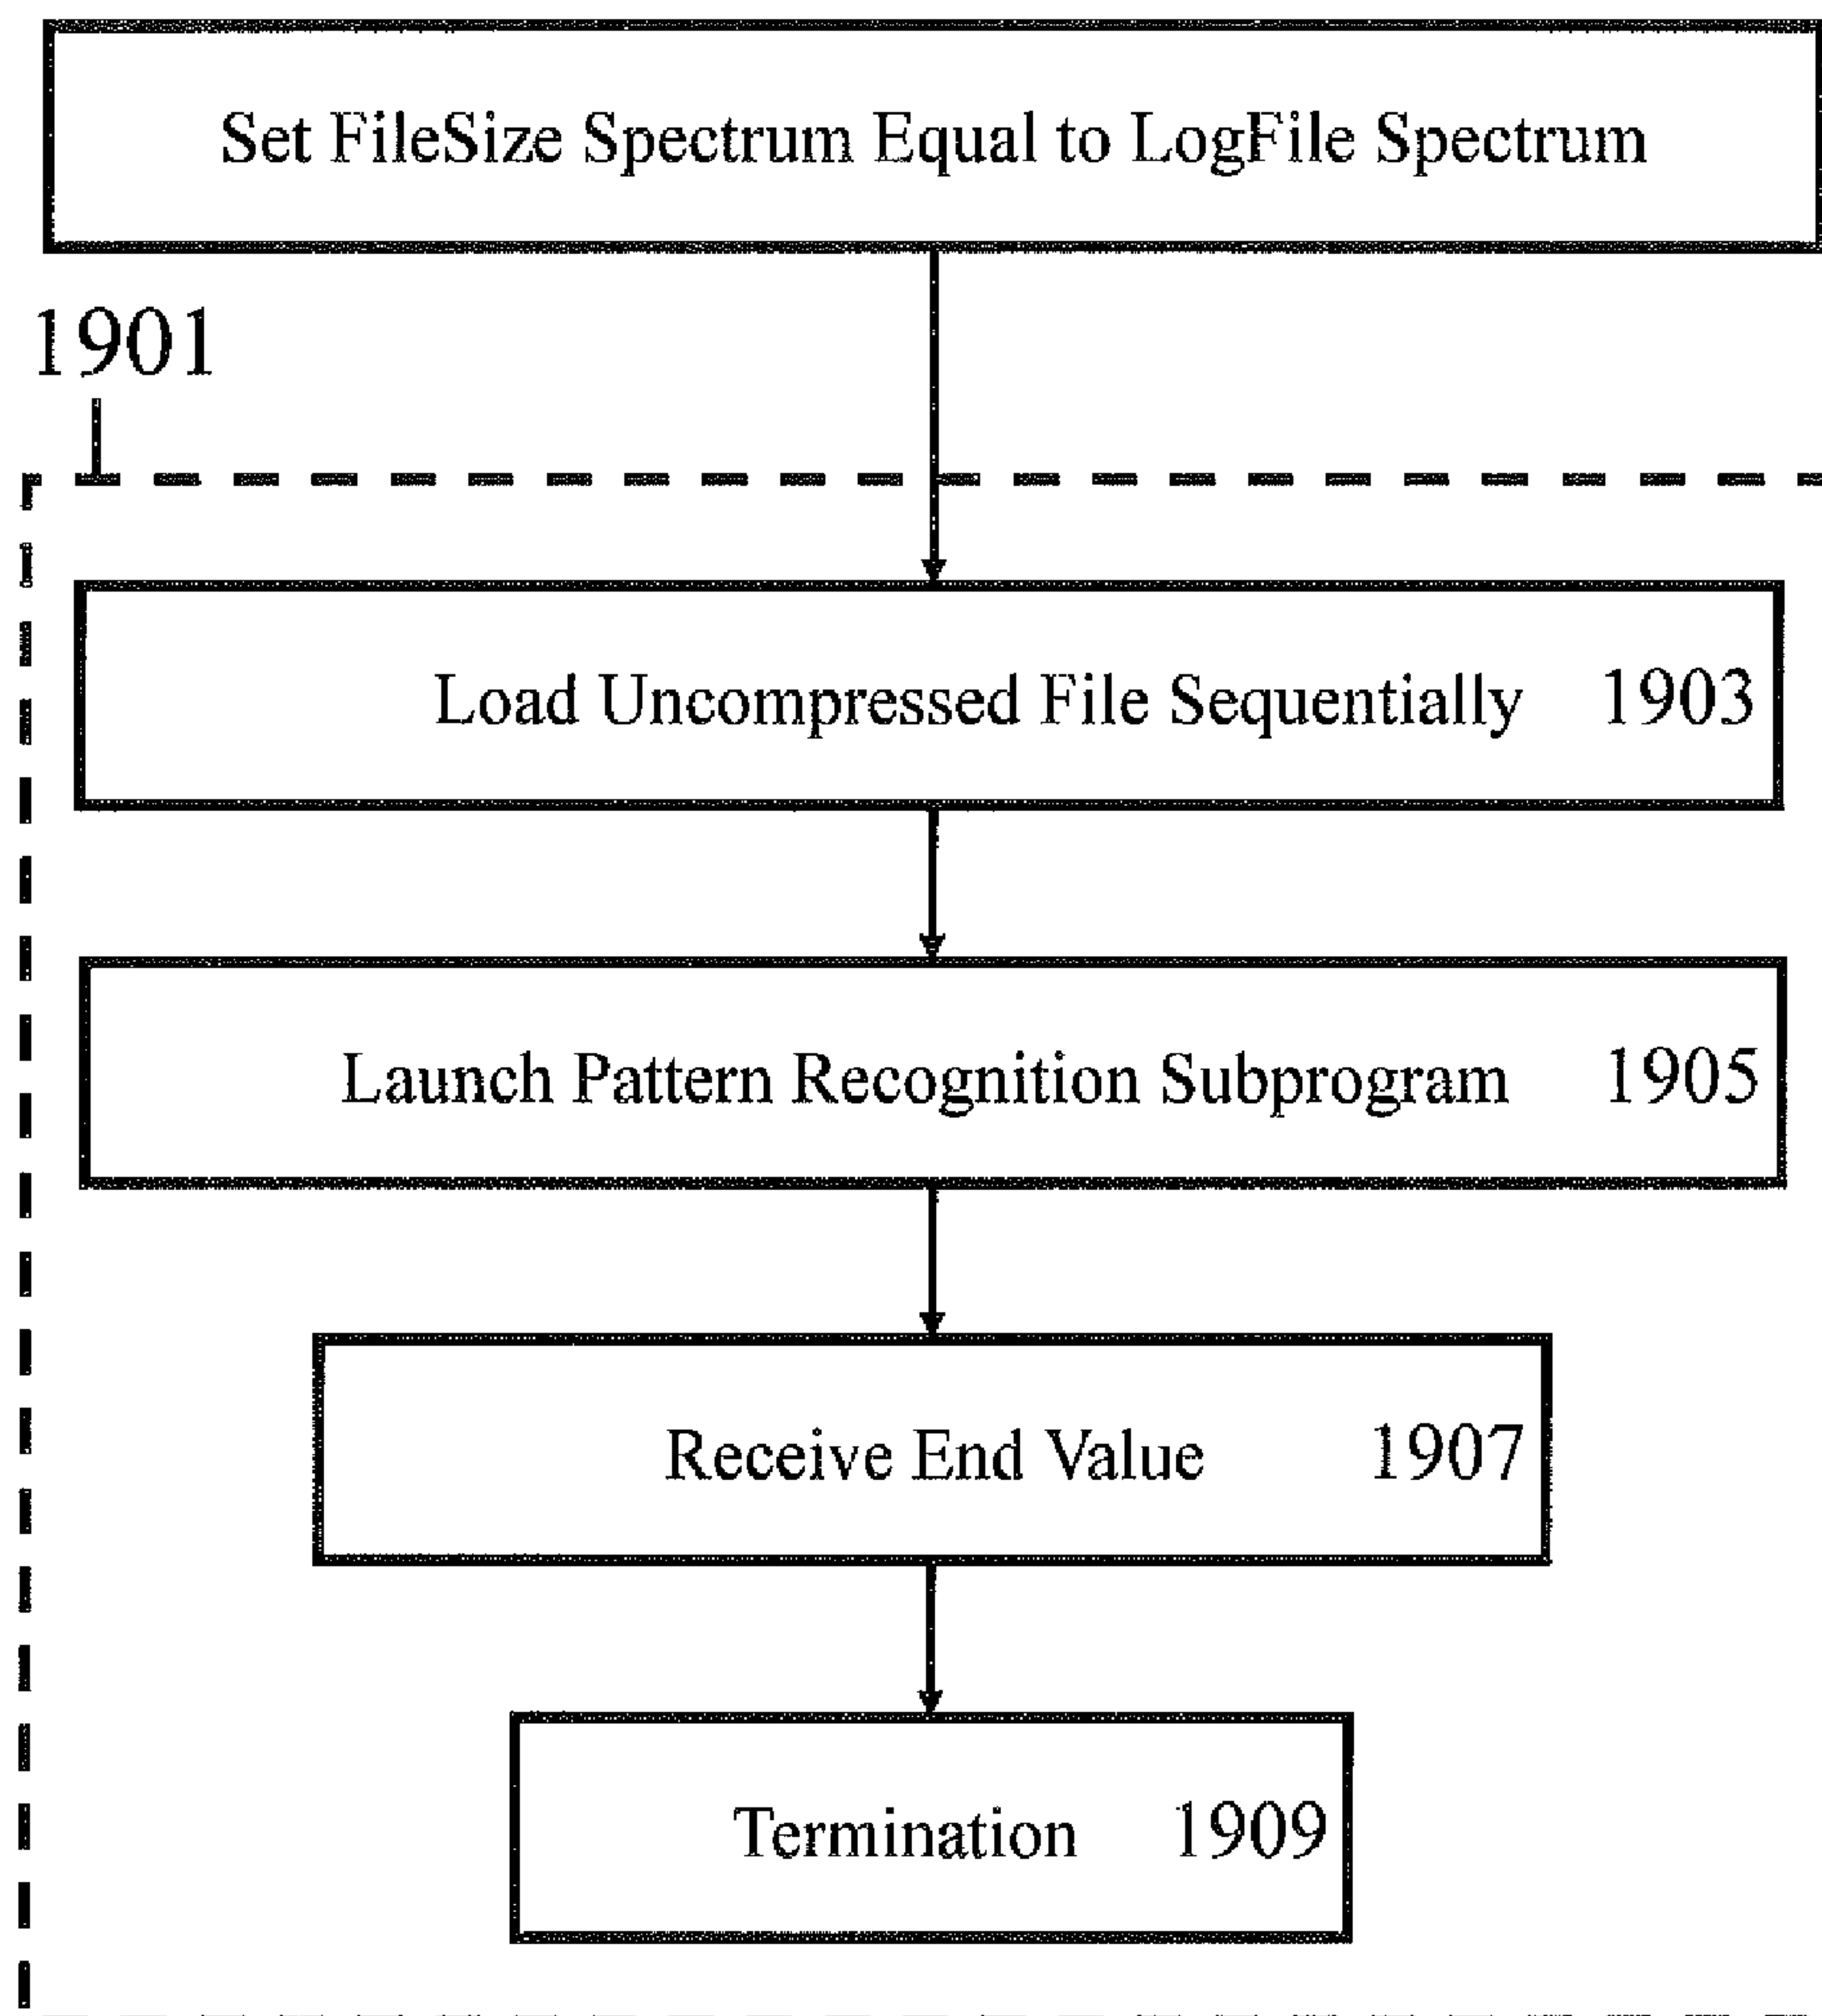 Set FileSize Spectrum Equal to LogFile Spectrum
1901
Load Uncompressed File Sequentially 1903
Launch Pattern Recognition Subprogram 1905
Receive End Value 1907
Termination 1909